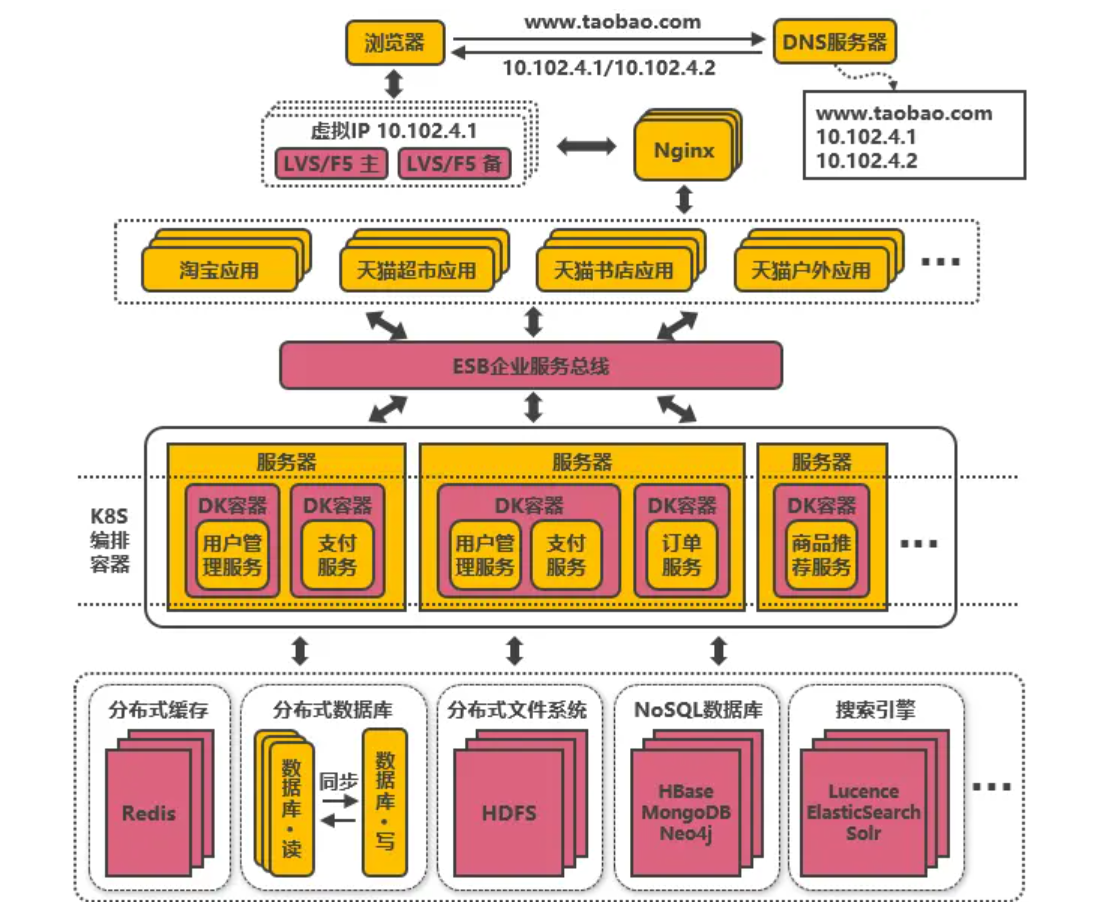 www.taobao.com
浏览器
DNS服务器
10.102.4.1/10.102.4.2
www.taobao.com
10.102.4.1
10.102.4.2
虚拟IP 10.102.4.1
LVS/F5 主
LVS/F5 备
Nginx
淘宝应用
天猫超市应用
天猫书店应用
天猫户外应用
...
ESB企业服务总线
K8S
编排
容器
服务器
DK容器
用户管
理服务
DK容器
支付
服务
服务器
DK容器
用户管
理服务
支付
服务
DK容器
订单
服务
服务器
DK容器
商品推
荐服务
...
分布式缓存
Redis
分布式数据库
数据库·读
同步
数据库·写
分布式文件系统
HDFS
NoSQL数据库
HBase
MongoDB
Neo4j
搜索引擎
Lucence
ElasticSearch
Solr
...